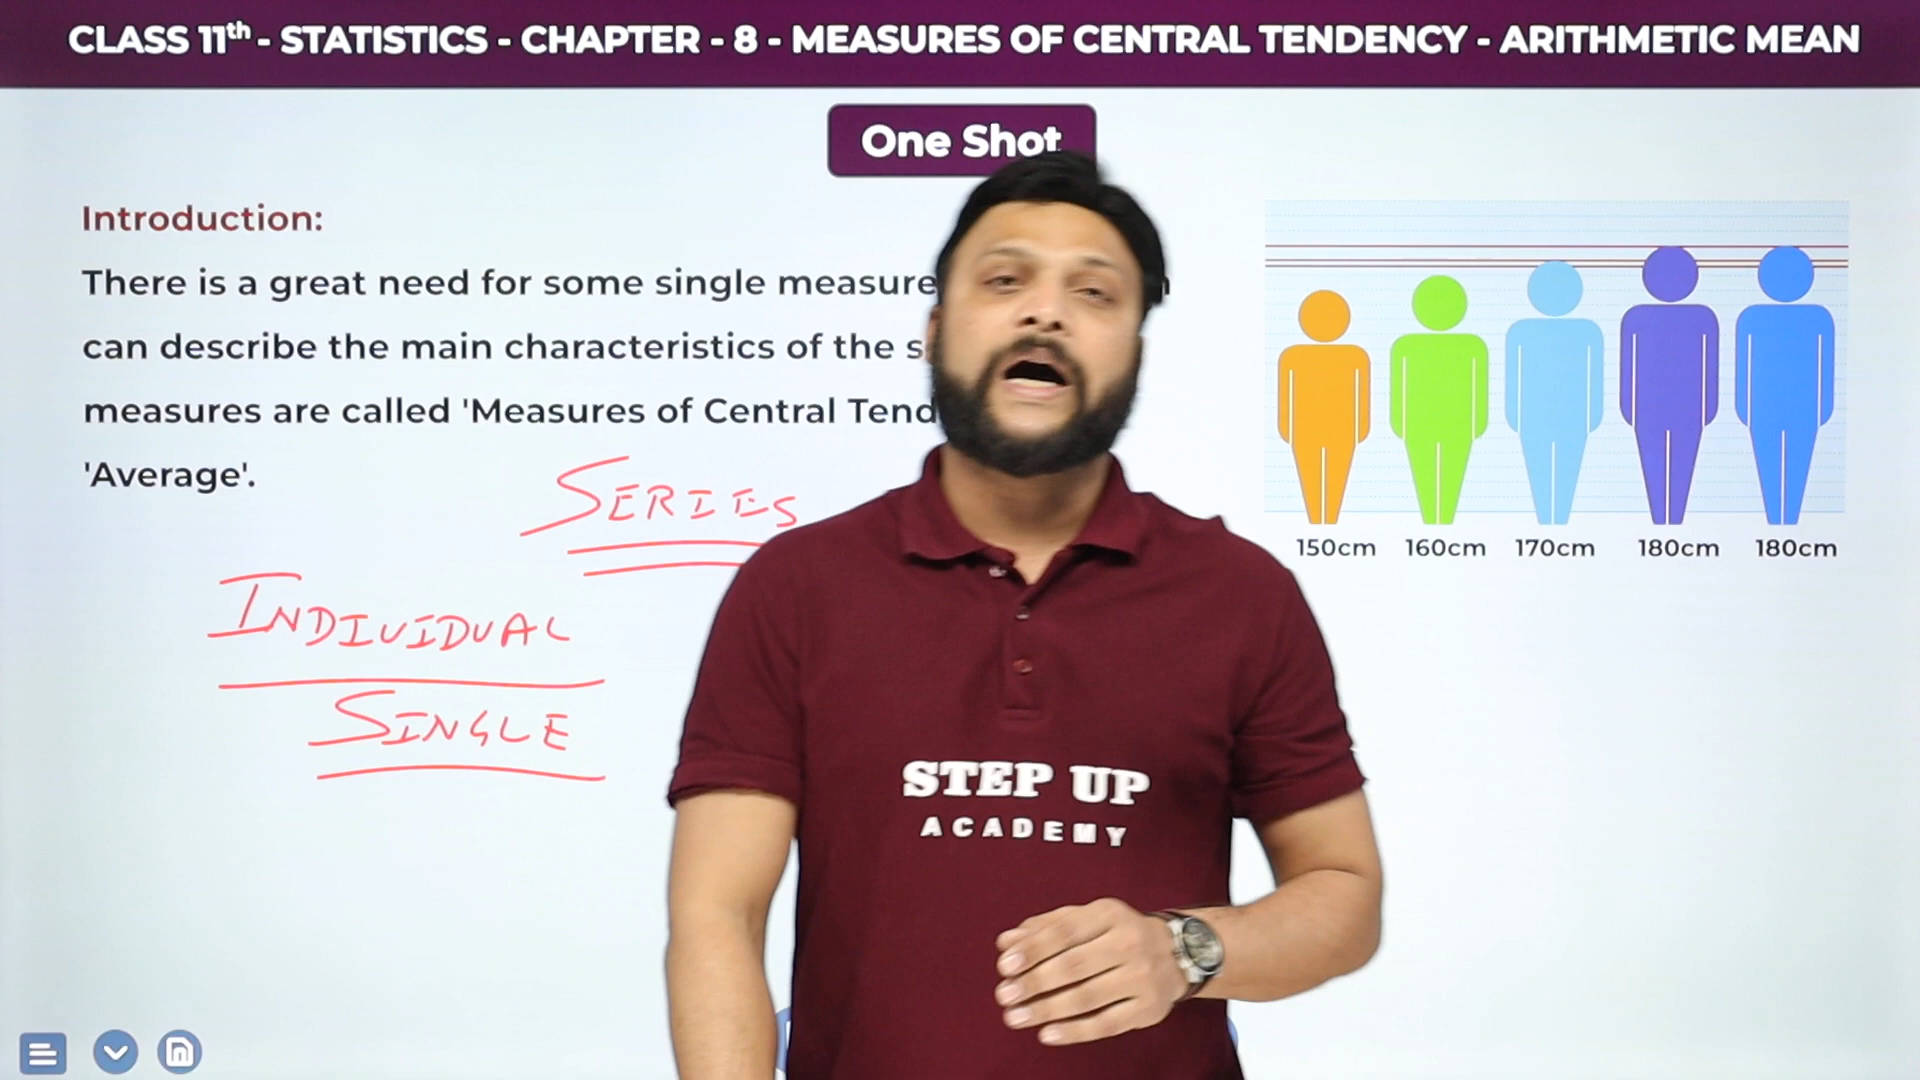 CLASS 11th - STATISTICS - CHAPTER - 8 - MEASURES OF CENTRAL TENDENCY - ARITHMETIC MEAN
One Shot
Introduction:
There is a great need for some single measure
can describe the main characteristics of the
measures are called 'Measures of Central
'Average'.
SERIES
INDIVIDUAL
SINGLE
150cm 160cm 170cm 180cm 180cm
STEP UP
ACADEMY